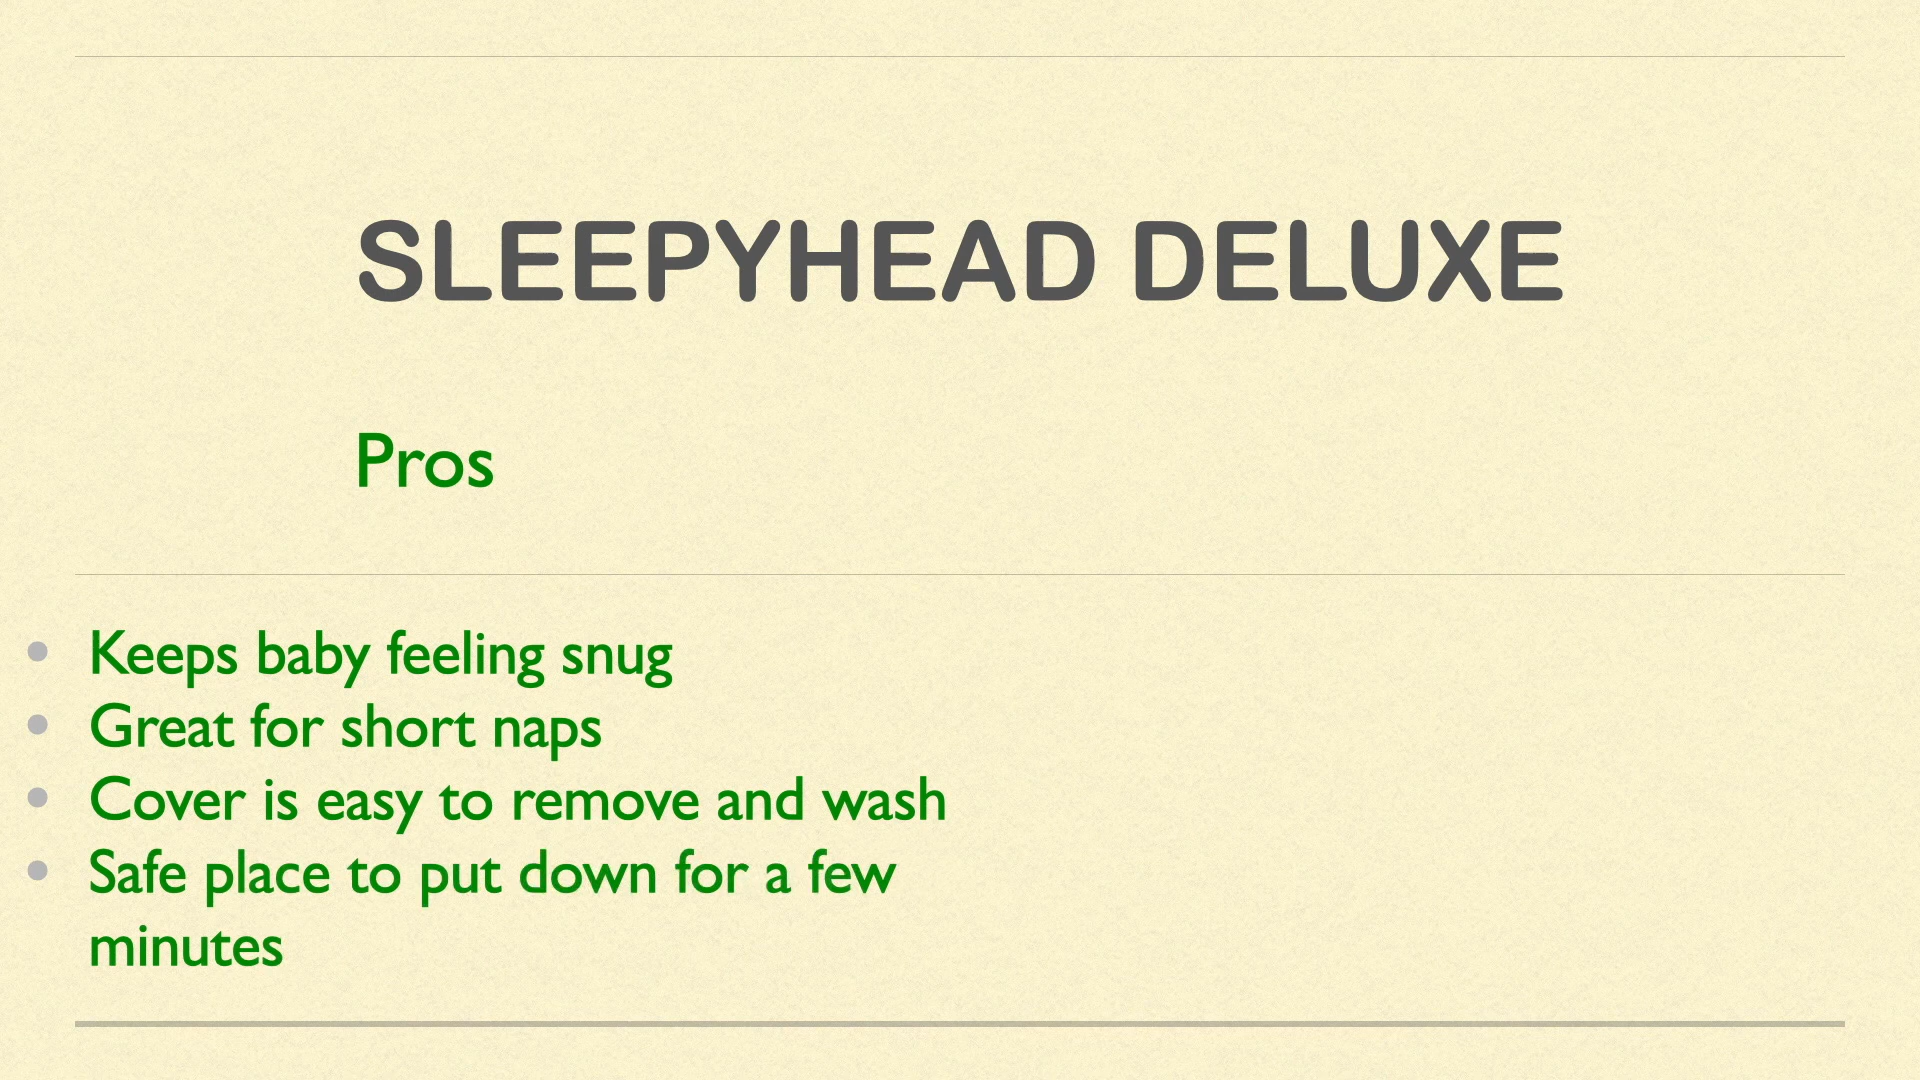 SLEEPYHEAD DELUXE
Pros
• Keeps baby feeling snug
• Great for short naps
• Cover is easy to remove and wash
• Safe place to put down for a few
minutes